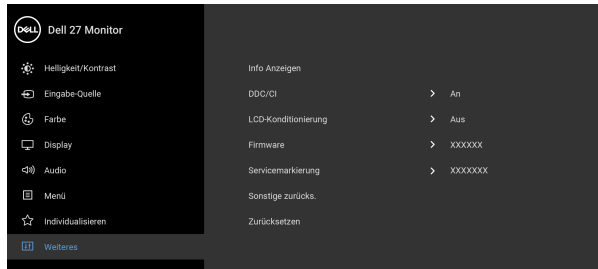 DELL Dell 27 Monitor
Helligkeit/Kontrast
Eingabe-Quelle
Farbe
Display
Audio
Menü
Individualisieren
Weiteres
Info Anzeigen
DDC/CI An
LCD-Konditionierung Aus
Firmware XXXXXX
Servicemarkierung XXXXXXX
Sonstige zurücks.
Zurücksetzen